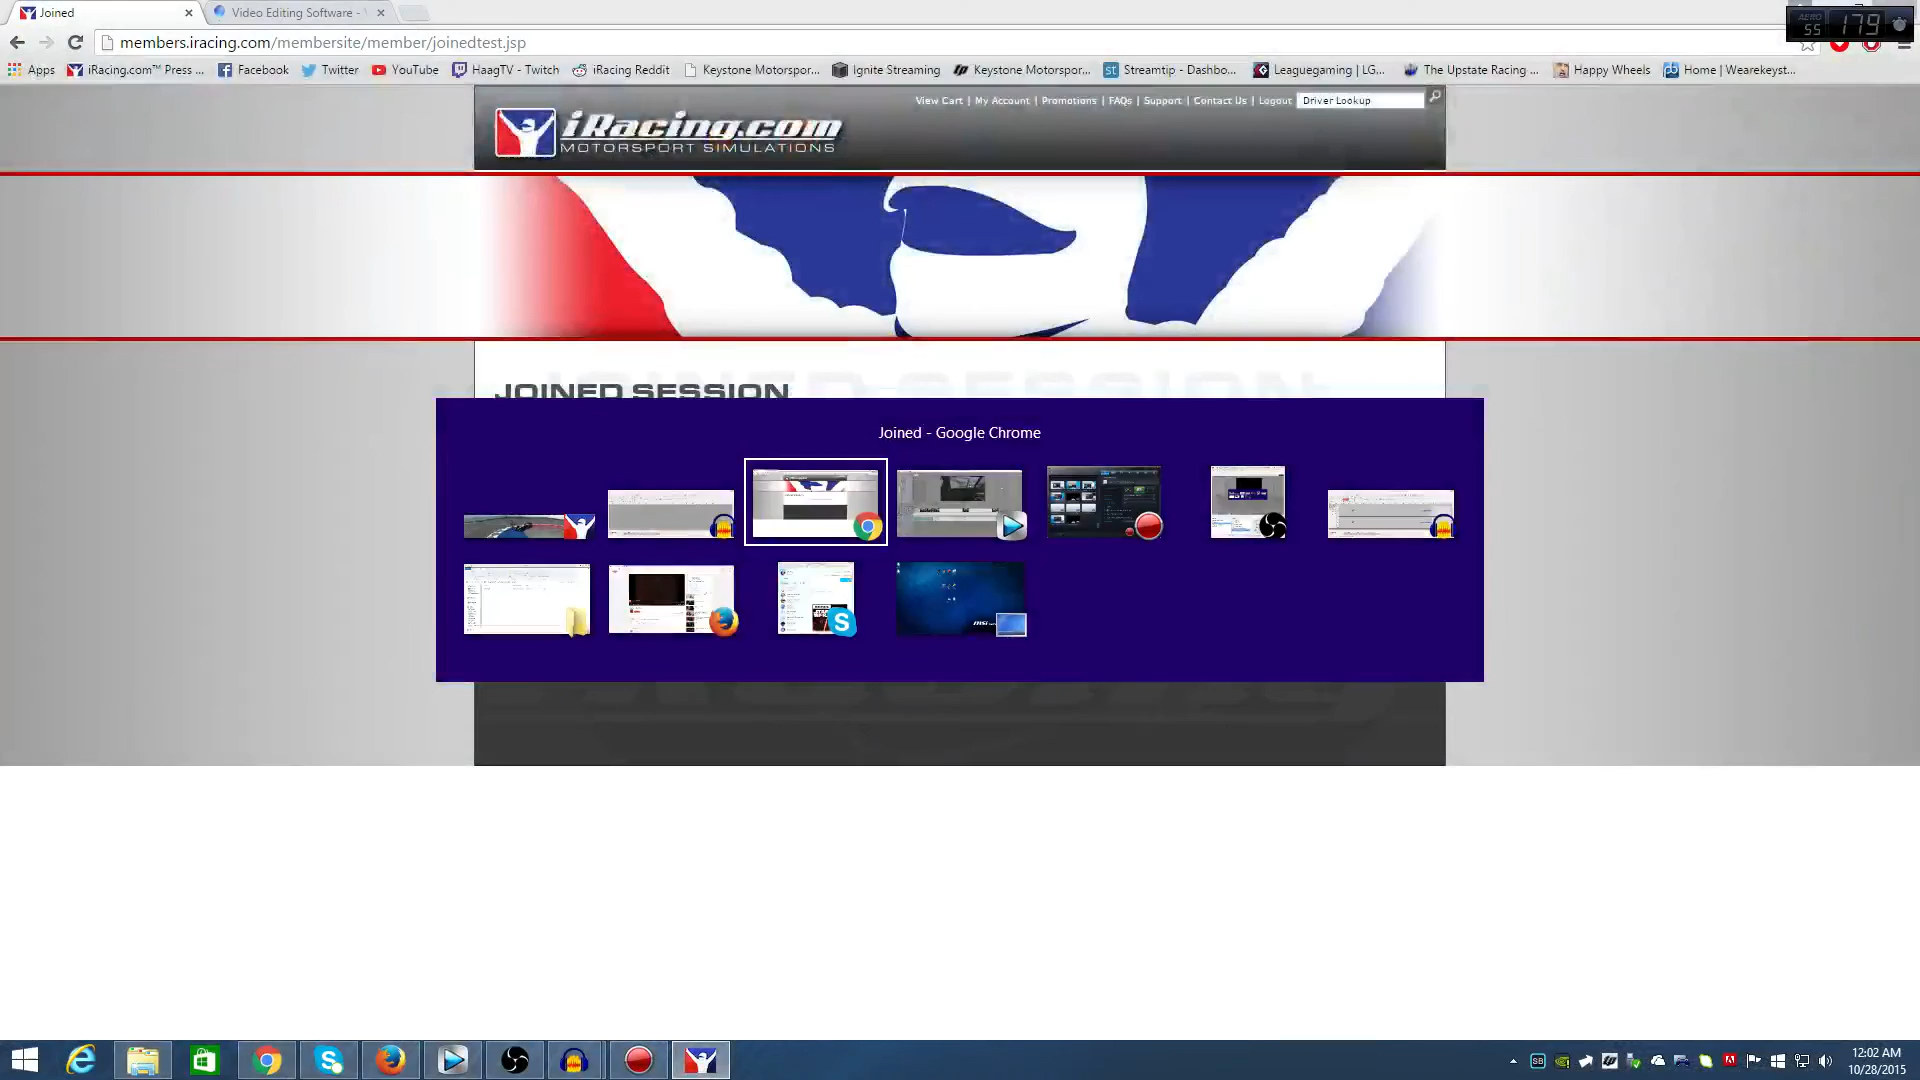 Joined
Video Editing Software -
AERO
55
179
members.iracing.com/membersite/member/joinedtest.jsp
Apps
iRacing.com™ Press ...
Facebook
Twitter
YouTube
HaagTV - Twitch
iRacing Reddit
Keystone Motorspor...
Ignite Streaming
Keystone Motorspor...
Streamtip - Dashbo...
Leaguegaming | LG...
The Upstate Racing ...
Happy Wheels
Home | Wearekeyst...
View Cart | My Account | Promotions | FAQs | Support | Contact Us | Logout
Driver Lookup
iRacing.com
MOTORSPORT SIMULATIONS
JOINED SESSION
Joined - Google Chrome
12:02 AM
10/28/2015